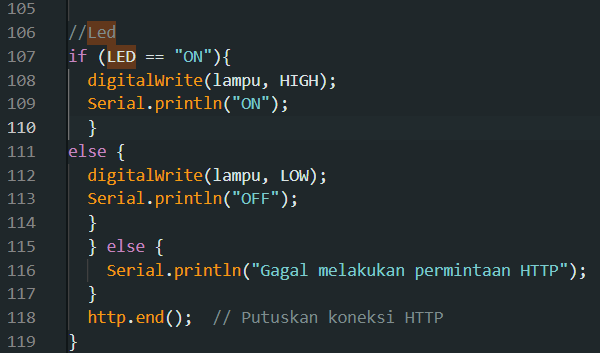 105
106 //Led
107 if (LED == "ON"){
108 digitalWrite(lampu, HIGH);
109 Serial.println("ON");
110 }
111 else {
112 digitalWrite(lampu, LOW);
113 Serial.println("OFF");
114 }
115 } else {
116 Serial.println("Gagal melakukan permintaan HTTP");
117 }
118 http.end(); // Putuskan koneksi HTTP
119 }